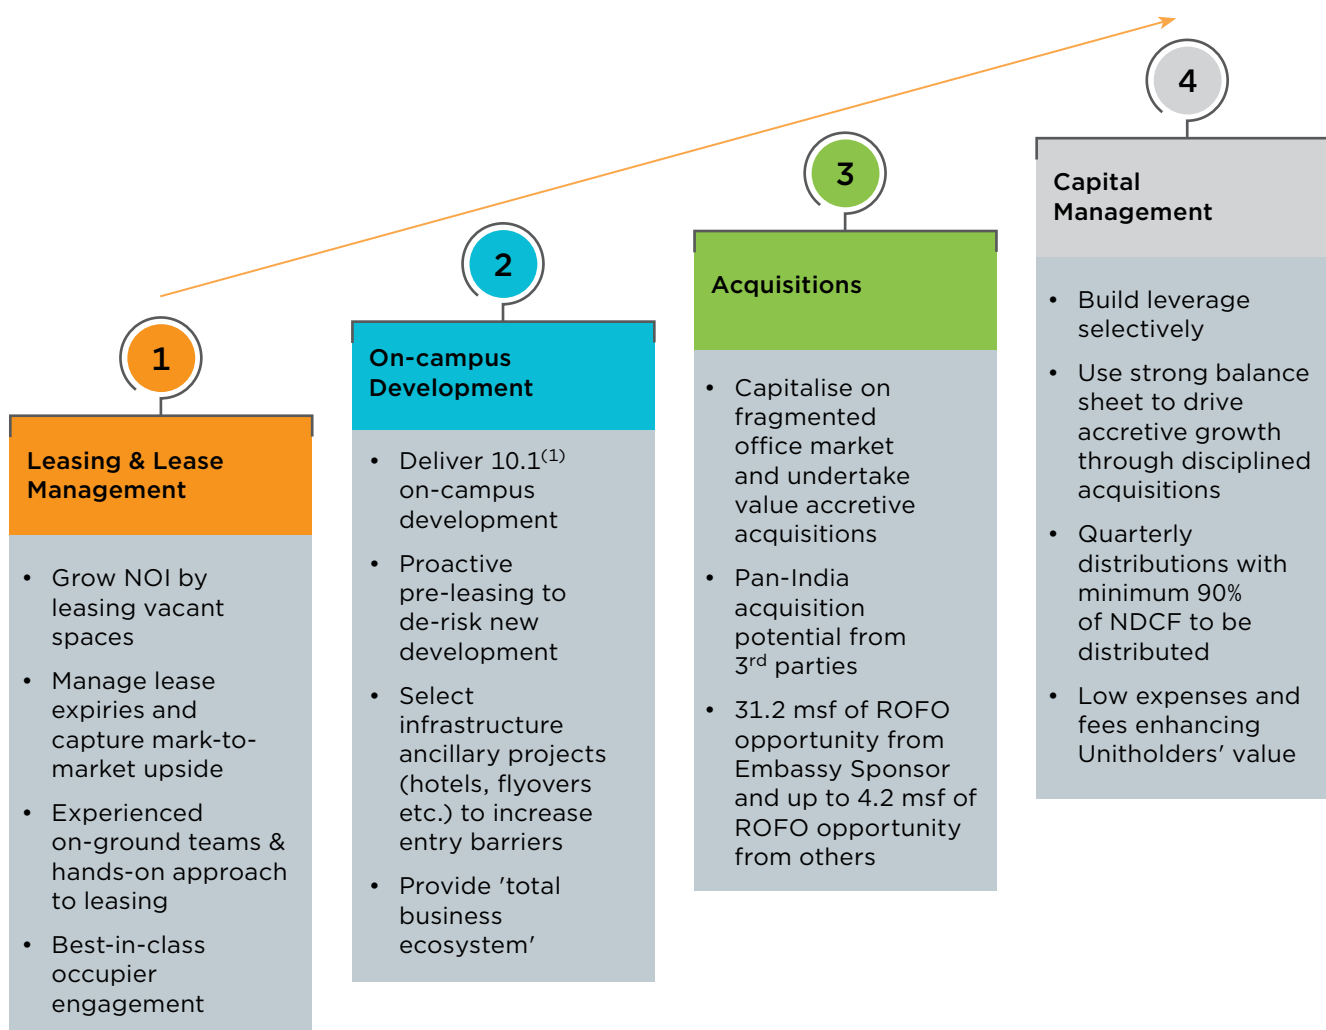 1
Leasing & Lease
Management
• Grow NOI by
leasing vacant
spaces
• Manage lease
expiries and
capture mark-to-
market upside
• Experienced
on-ground teams &
hands-on approach
to leasing
• Best-in-class
occupier
engagement
2
On-campus
Development
• Deliver 10.1(1)
on-campus
development
• Proactive
pre-leasing to
de-risk new
development
• Select
infrastructure
ancillary projects
(hotels, flyovers
etc.) to increase
entry barriers
• Provide 'total
business
ecosystem'
3
Acquisitions
• Capitalise on
fragmented
office market
and undertake
value accretive
acquisitions
• Pan-India
acquisition
potential from
3rd parties
• 31.2 msf of ROFO
opportunity from
Embassy Sponsor
and up to 4.2 msf of
ROFO opportunity
from others
4
Capital
Management
• Build leverage
selectively
• Use strong balance
sheet to drive
accretive growth
through disciplined
acquisitions
• Quarterly
distributions with
minimum 90%
of NDCF to be
distributed
• Low expenses and
fees enhancing
Unitholders' value